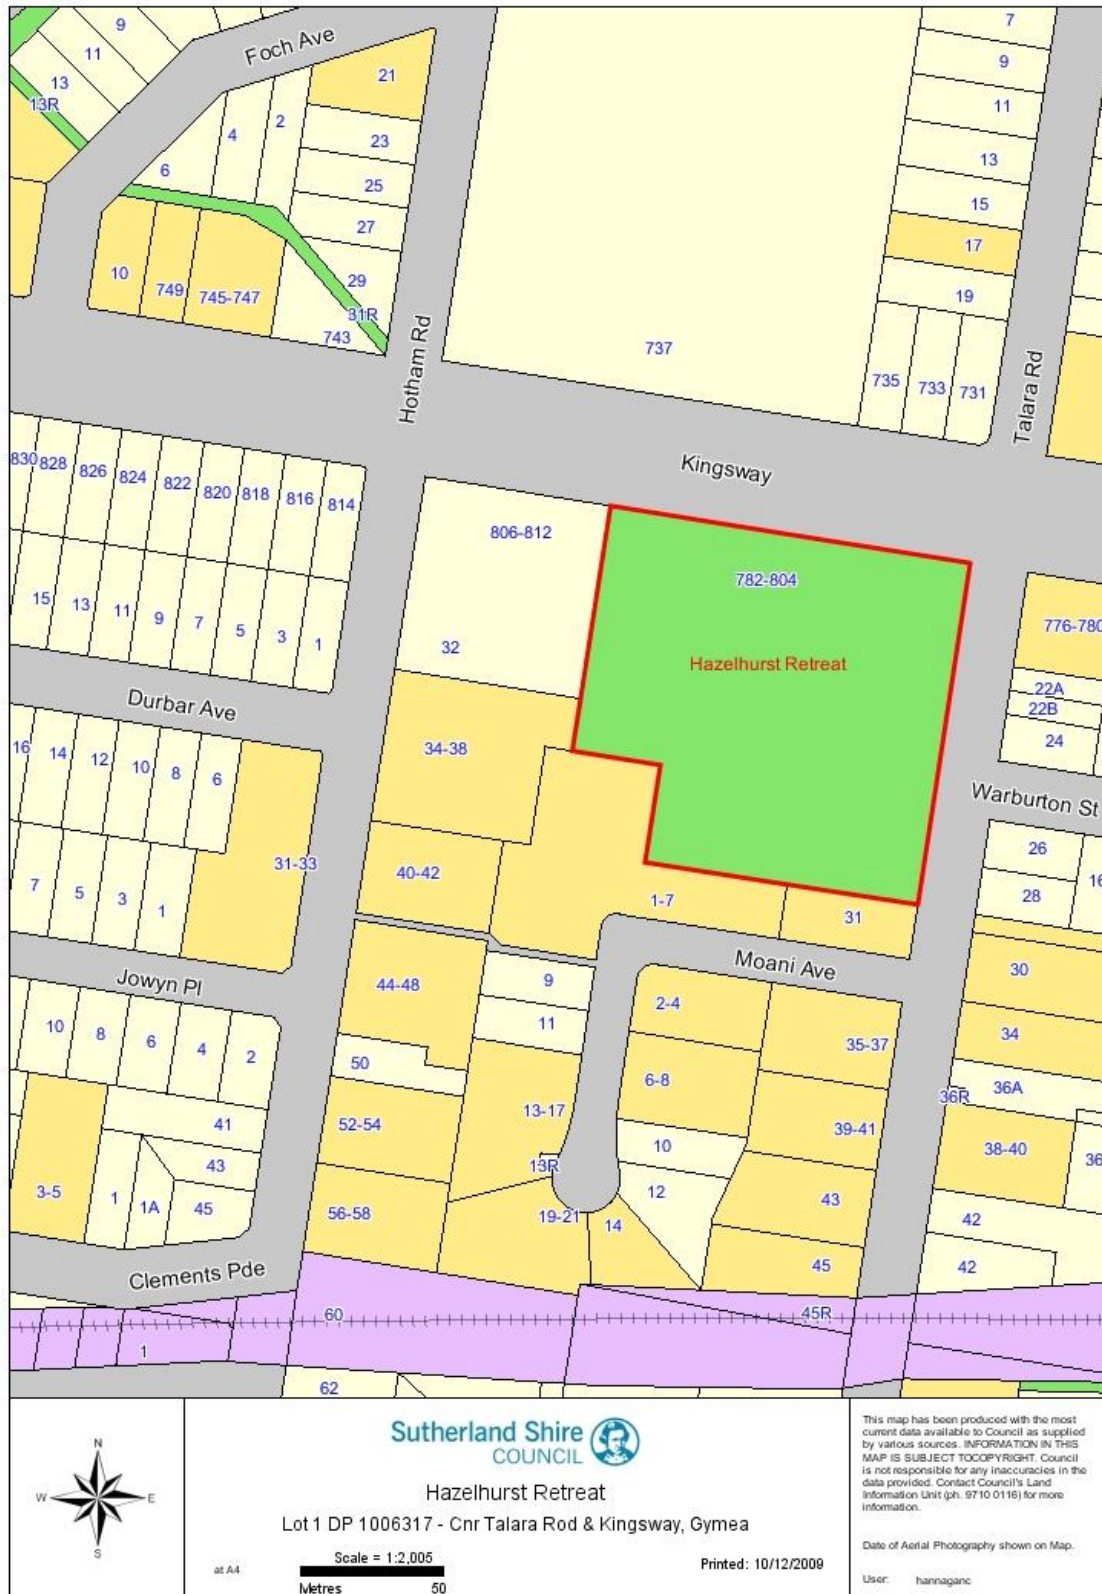 Foch Ave
9
11
13
13R
21
7
9
11
13
15
17
19
4
2
6
23
25
27
29
31R
10
749
745-747
743
Hotham Rd
737
735
733
731
Talara Rd
Kingsway
830
828
826
824
822
820
818
816
814
806-812
782-804
Hazelhurst Retreat
776-780
15
13
11
9
7
5
3
1
32
22A
22B
24
Durbar Ave
34-38
Warburton St
16
14
12
10
8
6
31-33
40-42
26
28
16
7
5
3
1
1-7
31
Jowyn Pl
Moani Ave
44-48
9
11
2-4
35-37
30
34
10
8
6
4
2
50
6-8
36A
36R
41
52-54
13-17
10
39-41
38-40
36
43
13R
12
43
3-5
1
1A
45
56-58
19-21
14
45
42
42
Clements Pde
60
45R
1
62
N
W
E
S
Sutherland Shire
COUNCIL
Hazelhurst Retreat
Lot 1 DP 1006317 - Cnr Talara Rod & Kingsway, Gymea
at A4
Scale = 1:2,005
Metres 50
Printed: 10/12/2009
This map has been produced with the most
current data available to Council as supplied
by various sources. INFORMATION IN THIS
MAP IS SUBJECT TOCOPYRIGHT. Council
is not responsible for any inaccuracies in the
data provided. Contact Council's Land
Information Unit (ph. 9710 0116) for more
information.
Date of Aerial Photography shown on Map.
User: hannaganc